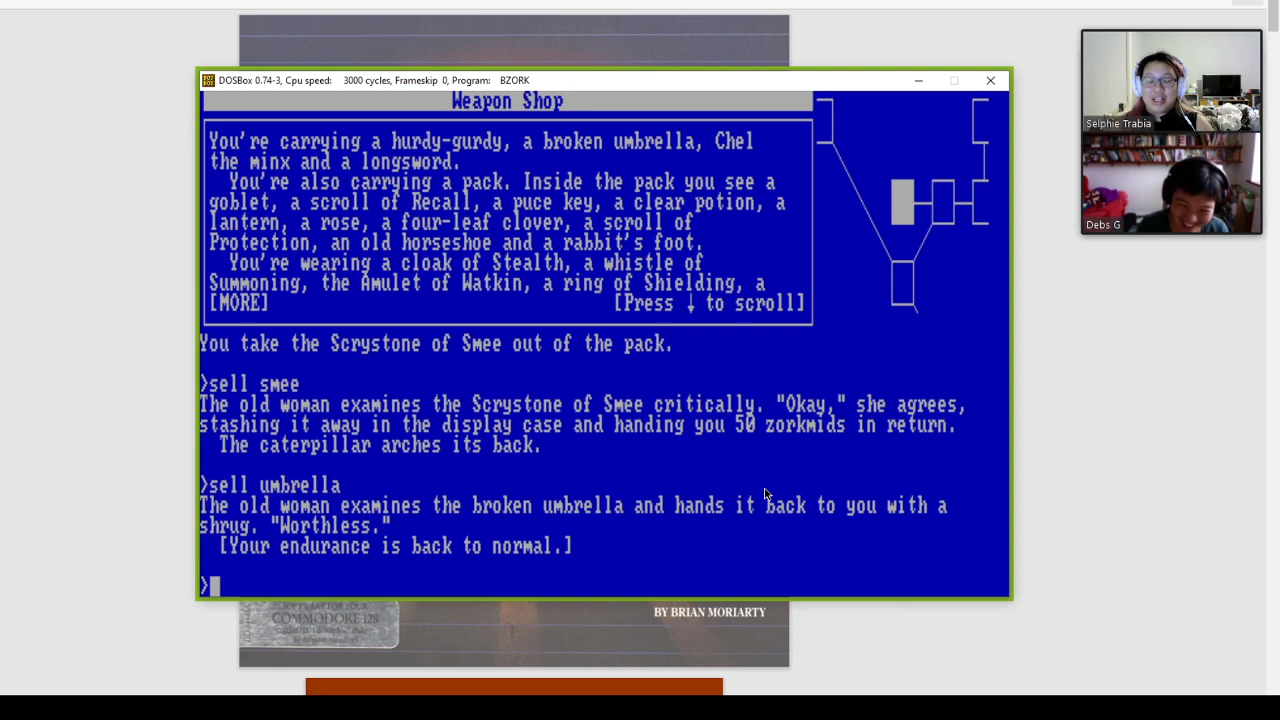 DOSBox 0.74-3, Cpu speed: 3000 cycles, Frameskip 0, Program: BZORK
Weapon Shop
You're carrying a hurdy-gurdy, a broken umbrella, Chel
the minx and a longsword.
You're also carrying a pack. Inside the pack you see a
goblet, a scroll of Recall, a puce key, a clear potion, a
lantern, a rose, a four-leaf clover, a scroll of
Protection, an old horseshoe and a rabbit's foot.
You're wearing a cloak of Stealth, a whistle of
Summoning, the Amulet of Watkin, a ring of Shielding, a
[MORE] [Press ↓ to scroll]
You take the Scrystone of Smee out of the pack.
>sell smee
The old woman examines the Scrystone of Smee critically. "Okay," she agrees,
stashing it away in the display case and handing you 50 zorkmids in return.
The caterpillar arches its back.
>sell umbrella
The old woman examines the broken umbrella and hands it back to you with a
shrug. "Worthless."
[Your endurance is back to normal.]
>
Selphie Trabia
Debs G
SOFTWARE FOR YOUR
COMMODORE 128
BY BRIAN MORIARTY